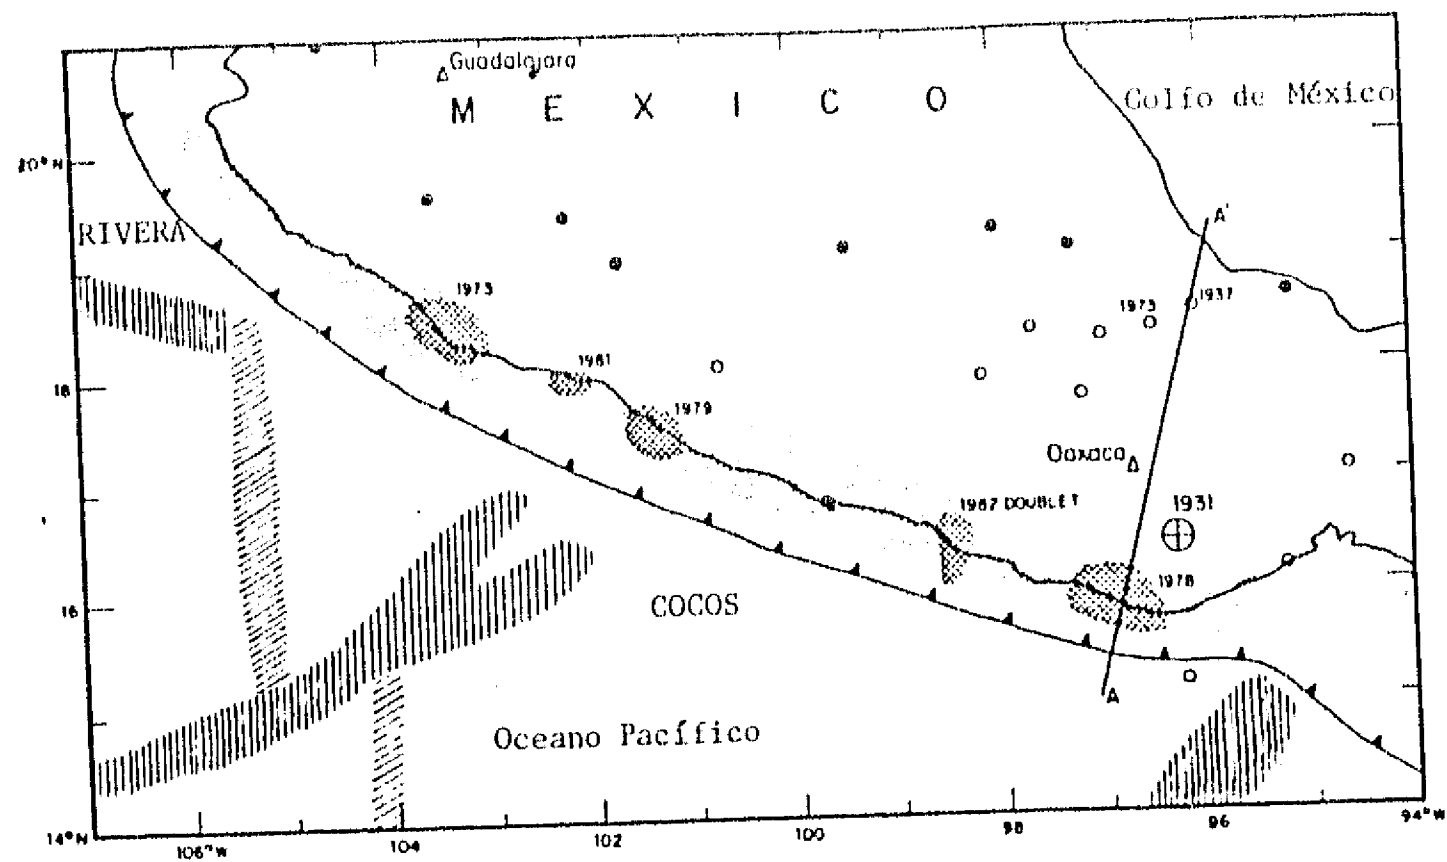 Guadalajara
M E X I C O
Golfo de México
20°N
A'
RIVERA
1973
1973
1937
1981
18
1979
Oaxaca
1982 DOUBLET
1931
1978
16
COCOS
A
Oceano Pacífico
14°N
106°W
104
102
100
98
96
94°W